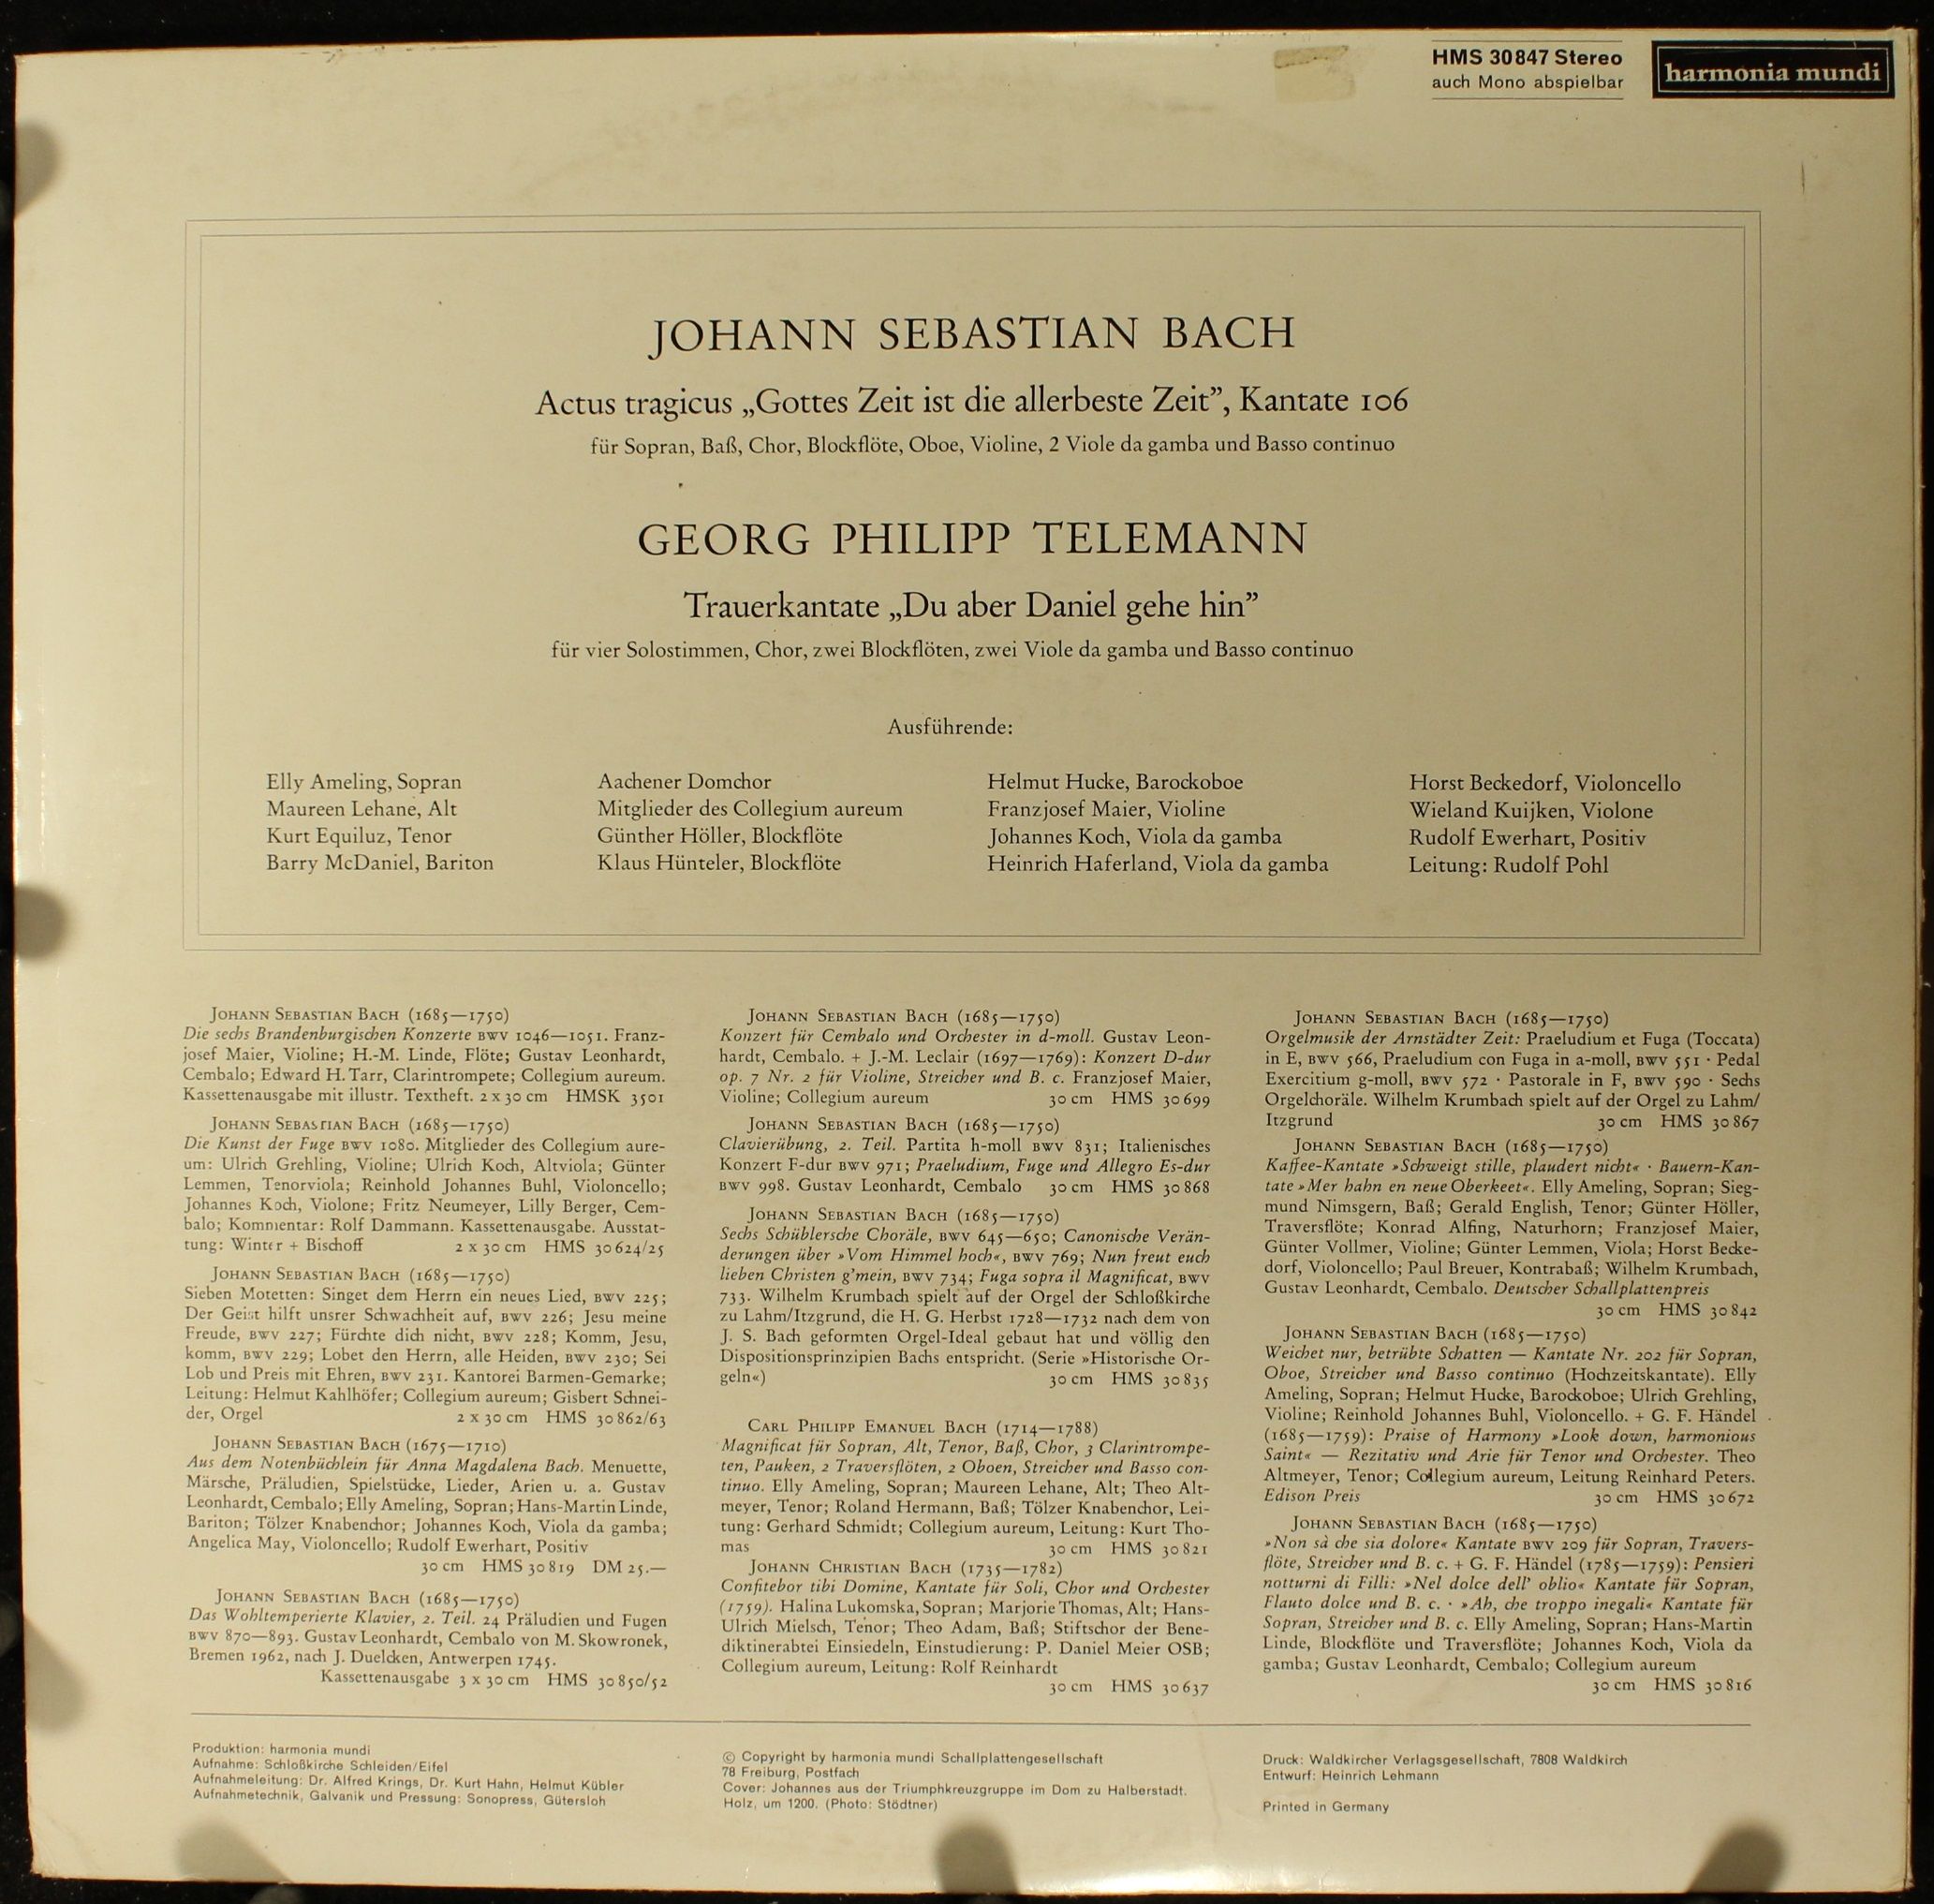 HMS 30847 Stereo
auch Mono abspielbar
harmonia mundi
JOHANN SEBASTIAN BACH
Actus tragicus „Gottes Zeit ist die allerbeste Zeit”, Kantate 106
für Sopran, Baß, Chor, Blockflöte, Oboe, Violine, 2 Viole da gamba und Basso continuo
GEORG PHILIPP TELEMANN
Trauerkantate „Du aber Daniel gehe hin”
für vier Solostimmen, Chor, zwei Blockflöten, zwei Viole da gamba und Basso continuo
Ausführende:
Elly Ameling, Sopran
Maureen Lehane, Alt
Kurt Equiluz, Tenor
Barry McDaniel, Bariton
Aachener Domchor
Mitglieder des Collegium aureum
Günther Höller, Blockflöte
Klaus Hünteler, Blockflöte
Helmut Hucke, Barockoboe
Franzjosef Maier, Violine
Johannes Koch, Viola da gamba
Heinrich Haferland, Viola da gamba
Horst Beckedorf, Violoncello
Wieland Kuijken, Violone
Rudolf Ewerhart, Positiv
Leitung: Rudolf Pohl
JOHANN SEBASTIAN BACH (1685—1750)
Die sechs Brandenburgischen Konzerte BWV 1046—1051. Franz-
josef Maier, Violine; H.-M. Linde, Flöte; Gustav Leonhardt,
Cembalo; Edward H. Tarr, Clarintrompete; Collegium aureum.
Kassettenausgabe mit illustr. Textheft. 2 x 30 cm HMSK 3501
JOHANN SEBASTIAN BACH (1685—1750)
Die Kunst der Fuge BWV 1080. Mitglieder des Collegium aure-
um: Ulrich Grehling, Violine; Ulrich Koch, Altviola; Günter
Lemmen, Tenorviola; Reinhold Johannes Buhl, Violoncello;
Johannes Koch, Violone; Fritz Neumeyer, Lilly Berger, Cem-
balo; Kommentar: Rolf Dammann. Kassettenausgabe. Ausstat-
tung: Winter + Bischoff 2 x 30 cm HMS 30 624/25
JOHANN SEBASTIAN BACH (1685—1750)
Sieben Motetten: Singet dem Herrn ein neues Lied, BWV 225;
Der Geist hilft unsrer Schwachheit auf, BWV 226; Jesu meine
Freude, BWV 227; Fürchte dich nicht, BWV 228; Komm, Jesu,
komm, BWV 229; Lobet den Herrn, alle Heiden, BWV 230; Sei
Lob und Preis mit Ehren, BWV 231. Kantorei Barmen-Gemarke;
Leitung: Helmut Kahlhöfer; Collegium aureum; Gisbert Schnei-
der, Orgel 2 x 30 cm HMS 30 862/63
JOHANN SEBASTIAN BACH (1675—1710)
Aus dem Notenbüchlein für Anna Magdalena Bach. Menuette,
Märsche, Präludien, Spielstücke, Lieder, Arien u. a. Gustav
Leonhardt, Cembalo; Elly Ameling, Sopran; Hans-Martin Linde,
Bariton; Tölzer Knabenchor; Johannes Koch, Viola da gamba;
Angelica May, Violoncello; Rudolf Ewerhart, Positiv
30 cm HMS 30 819 DM 25.—
JOHANN SEBASTIAN BACH (1685—1750)
Das Wohltemperierte Klavier, 2. Teil. 24 Präludien und Fugen
BWV 870—893. Gustav Leonhardt, Cembalo von M. Skowronek,
Bremen 1962, nach J. Duelcken, Antwerpen 1745.
Kassettenausgabe 3 x 30 cm HMS 30 850/52
JOHANN SEBASTIAN BACH (1685—1750)
Konzert für Cembalo und Orchester in d-moll. Gustav Leon-
hardt, Cembalo. + J.-M. Leclair (1697—1769): Konzert D-dur
op. 7 Nr. 2 für Violine, Streicher und B. c. Franzjosef Maier,
Violine; Collegium aureum 30 cm HMS 30 699
JOHANN SEBASTIAN BACH (1685—1750)
Clavierübung, 2. Teil. Partita h-moll BWV 831; Italienisches
Konzert F-dur BWV 971; Praeludium, Fuge und Allegro Es-dur
BWV 998. Gustav Leonhardt, Cembalo 30 cm HMS 30 868
JOHANN SEBASTIAN BACH (1685—1750)
Sechs Schüblersche Choräle, BWV 645—650; Canonische Verän-
derungen über »Vom Himmel hoch«, BWV 769; Nun freut euch
lieben Christen g'mein, BWV 734; Fuga sopra il Magnificat, BWV
733. Wilhelm Krumbach spielt auf der Orgel der Schloßkirche
zu Lahm/Itzgrund, die H. G. Herbst 1728—1732 nach dem von
J. S. Bach geformten Orgel-Ideal gebaut hat und völlig den
Dispositionsprinzipien Bachs entspricht. (Serie »Historische Or-
geln«) 30 cm HMS 30 835
CARL PHILIPP EMANUEL BACH (1714—1788)
Magnificat für Sopran, Alt, Tenor, Baß, Chor, 3 Clarintrompe-
ten, Pauken, 2 Traversflöten, 2 Oboen, Streicher und Basso con-
tinuo. Elly Ameling, Sopran; Maureen Lehane, Alt; Theo Alt-
meyer, Tenor; Roland Hermann, Baß; Tölzer Knabenchor, Lei-
tung: Gerhard Schmidt; Collegium aureum, Leitung: Kurt Tho-
mas 30 cm HMS 30 821
JOHANN CHRISTIAN BACH (1735—1782)
Confitebor tibi Domine, Kantate für Soli, Chor und Orchester
(1759). Halina Lukomska, Sopran; Marjorie Thomas, Alt; Hans-
Ulrich Mielsch, Tenor; Theo Adam, Baß; Stiftschor der Bene-
diktinerabtei Einsiedeln, Einstudierung: P. Daniel Meier OSB;
Collegium aureum, Leitung: Rolf Reinhardt
30 cm HMS 30 637
JOHANN SEBASTIAN BACH (1685—1750)
Orgelmusik der Arnstädter Zeit: Praeludium et Fuga (Toccata)
in E, BWV 566, Praeludium con Fuga in a-moll, BWV 551 · Pedal
Exercitium g-moll, BWV 572 · Pastorale in F, BWV 590 · Sechs
Orgelchoräle. Wilhelm Krumbach spielt auf der Orgel zu Lahm/
Itzgrund 30 cm HMS 30 867
JOHANN SEBASTIAN BACH (1685—1750)
Kaffee-Kantate »Schweigt stille, plaudert nicht« · Bauern-Kan-
tate »Mer hahn en neue Oberkeet«. Elly Ameling, Sopran; Sieg-
mund Nimsgern, Baß; Gerald English, Tenor; Günter Höller,
Traversflöte; Konrad Alfing, Naturhorn; Franzjosef Maier,
Günter Vollmer, Violine; Günter Lemmen, Viola; Horst Becke-
dorf, Violoncello; Paul Breuer, Kontrabaß; Wilhelm Krumbach,
Gustav Leonhardt, Cembalo. Deutscher Schallplattenpreis
30 cm HMS 30 842
JOHANN SEBASTIAN BACH (1685—1750)
Weichet nur, betrübte Schatten — Kantate Nr. 202 für Sopran,
Oboe, Streicher und Basso continuo (Hochzeitskantate). Elly
Ameling, Sopran; Helmut Hucke, Barockoboe; Ulrich Grehling,
Violine; Reinhold Johannes Buhl, Violoncello. + G. F. Händel
(1685—1759): Praise of Harmony »Look down, harmonious
Saint« — Rezitativ und Arie für Tenor und Orchester. Theo
Altmeyer, Tenor; Collegium aureum, Leitung Reinhard Peters.
Edison Preis 30 cm HMS 30 672
JOHANN SEBASTIAN BACH (1685—1750)
»Non sà che sia dolore« Kantate BWV 209 für Sopran, Travers-
flöte, Streicher und B. c. + G. F. Händel (1785—1759): Pensieri
notturni di Filli: »Nel dolce dell' oblio« Kantate für Sopran,
Flauto dolce und B. c. · »Ah, che troppo inegali« Kantate für
Sopran, Streicher und B. c. Elly Ameling, Sopran; Hans-Martin
Linde, Blockflöte und Traversflöte; Johannes Koch, Viola da
gamba; Gustav Leonhardt, Cembalo; Collegium aureum
30 cm HMS 30 816
Produktion: harmonia mundi
Aufnahme: Schloßkirche Schleiden/Eifel
Aufnahmeleitung: Dr. Alfred Krings, Dr. Kurt Hahn, Helmut Kübler
Aufnahmetechnik, Galvanik und Pressung: Sonopress, Gütersloh
© Copyright by harmonia mundi Schallplattengesellschaft
78 Freiburg, Postfach
Cover: Johannes aus der Triumphkreuzgruppe im Dom zu Halberstadt.
Holz, um 1200. (Photo: Stödtner)
Druck: Waldkircher Verlagsgesellschaft, 7808 Waldkirch
Entwurf: Heinrich Lehmann
Printed in Germany